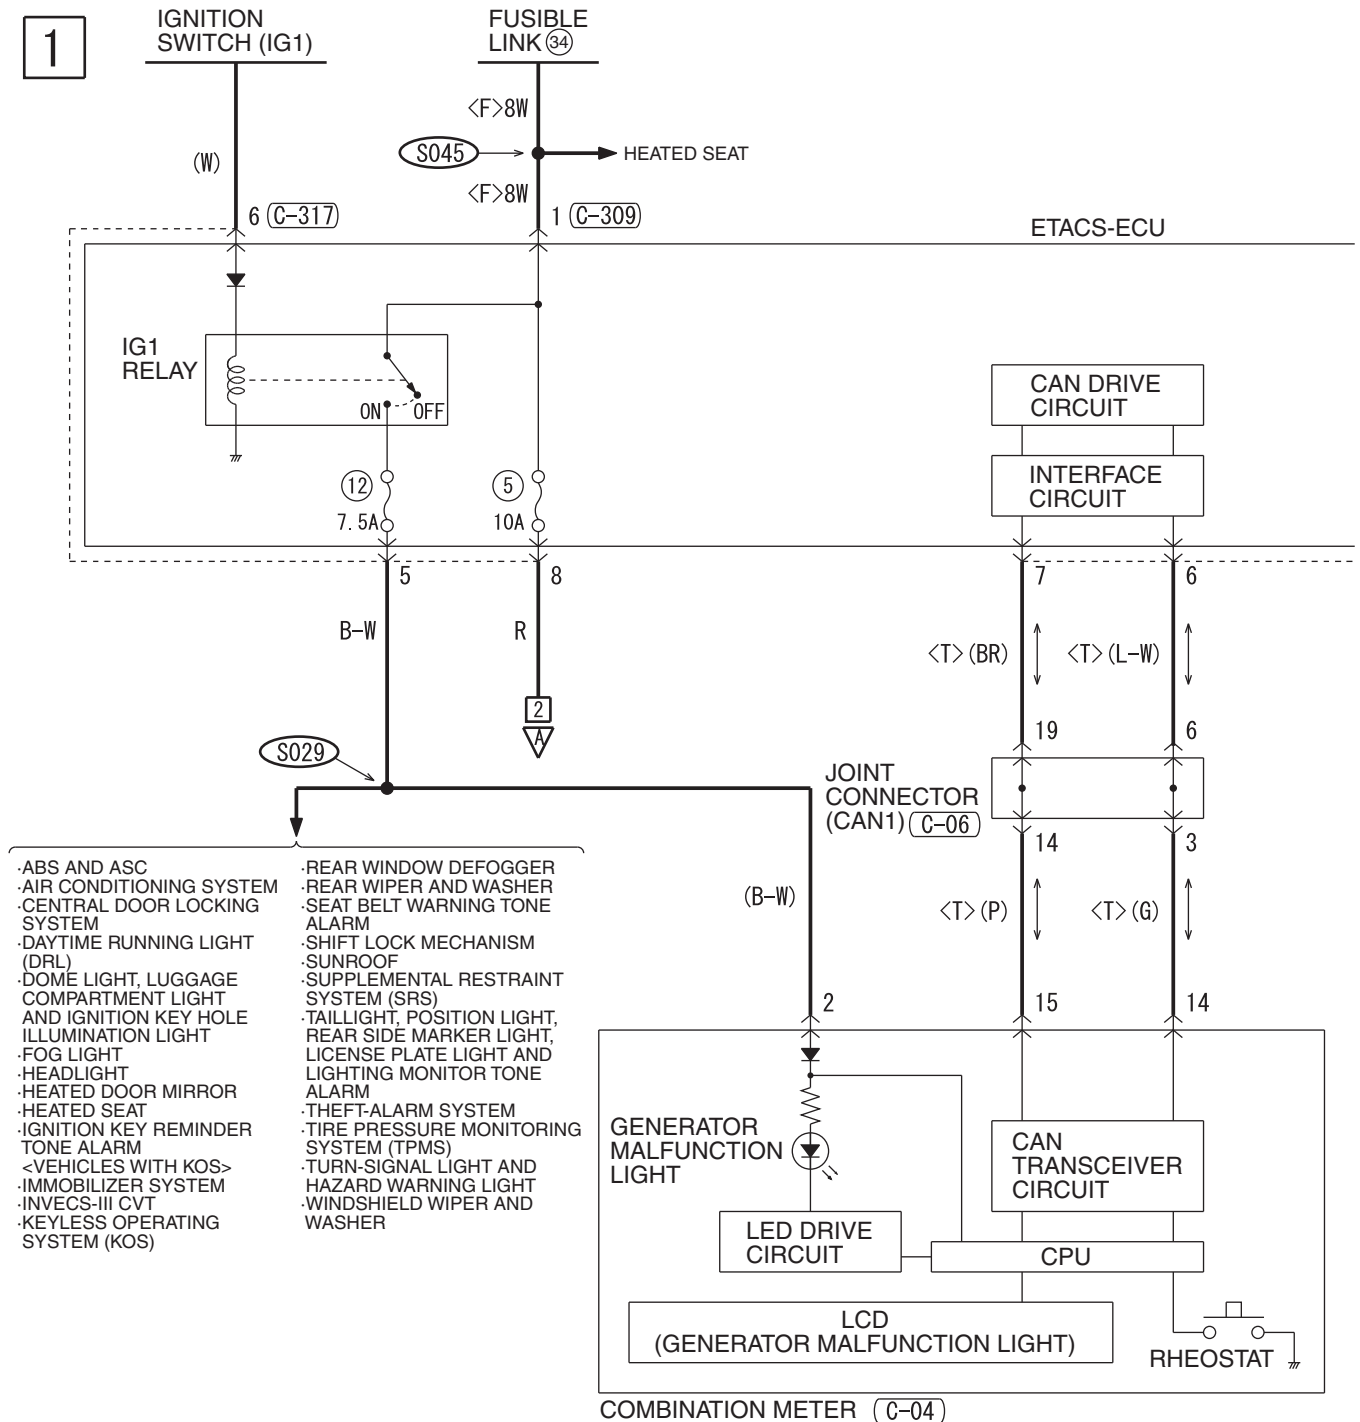 1
IGNITION
SWITCH (IG1)
FUSIBLE
LINK 34
<F>8W
S045
HEATED SEAT
(W)
<F>8W
6 C-317
1 C-309
ETACS-ECU
IG1
RELAY
ON
OFF
CAN DRIVE
CIRCUIT
INTERFACE
CIRCUIT
12
7.5A
5
10A
5
8
7
6
B-W
R
<T>(BR)
<T>(L-W)
2
A
19
6
S029
JOINT
CONNECTOR
(CAN1) C-06
14
3
(B-W)
<T>(P)
<T>(G)
2
15
14
·ABS AND ASC
·AIR CONDITIONING SYSTEM
·CENTRAL DOOR LOCKING
SYSTEM
·DAYTIME RUNNING LIGHT
(DRL)
·DOME LIGHT, LUGGAGE
COMPARTMENT LIGHT
AND IGNITION KEY HOLE
ILLUMINATION LIGHT
·FOG LIGHT
·HEADLIGHT
·HEATED DOOR MIRROR
·HEATED SEAT
·IGNITION KEY REMINDER
TONE ALARM
<VEHICLES WITH KOS>
·IMMOBILIZER SYSTEM
·INVECS-III CVT
·KEYLESS OPERATING
SYSTEM (KOS)
·REAR WINDOW DEFOGGER
·REAR WIPER AND WASHER
·SEAT BELT WARNING TONE
ALARM
·SHIFT LOCK MECHANISM
·SUNROOF
·SUPPLEMENTAL RESTRAINT
SYSTEM (SRS)
·TAILLIGHT, POSITION LIGHT,
REAR SIDE MARKER LIGHT,
LICENSE PLATE LIGHT AND
LIGHTING MONITOR TONE
ALARM
·THEFT-ALARM SYSTEM
·TIRE PRESSURE MONITORING
SYSTEM (TPMS)
·TURN-SIGNAL LIGHT AND
HAZARD WARNING LIGHT
·WINDSHIELD WIPER AND
WASHER
GENERATOR
MALFUNCTION
LIGHT
CAN
TRANSCEIVER
CIRCUIT
LED DRIVE
CIRCUIT
CPU
LCD
(GENERATOR MALFUNCTION LIGHT)
RHEOSTAT
COMBINATION METER C-04